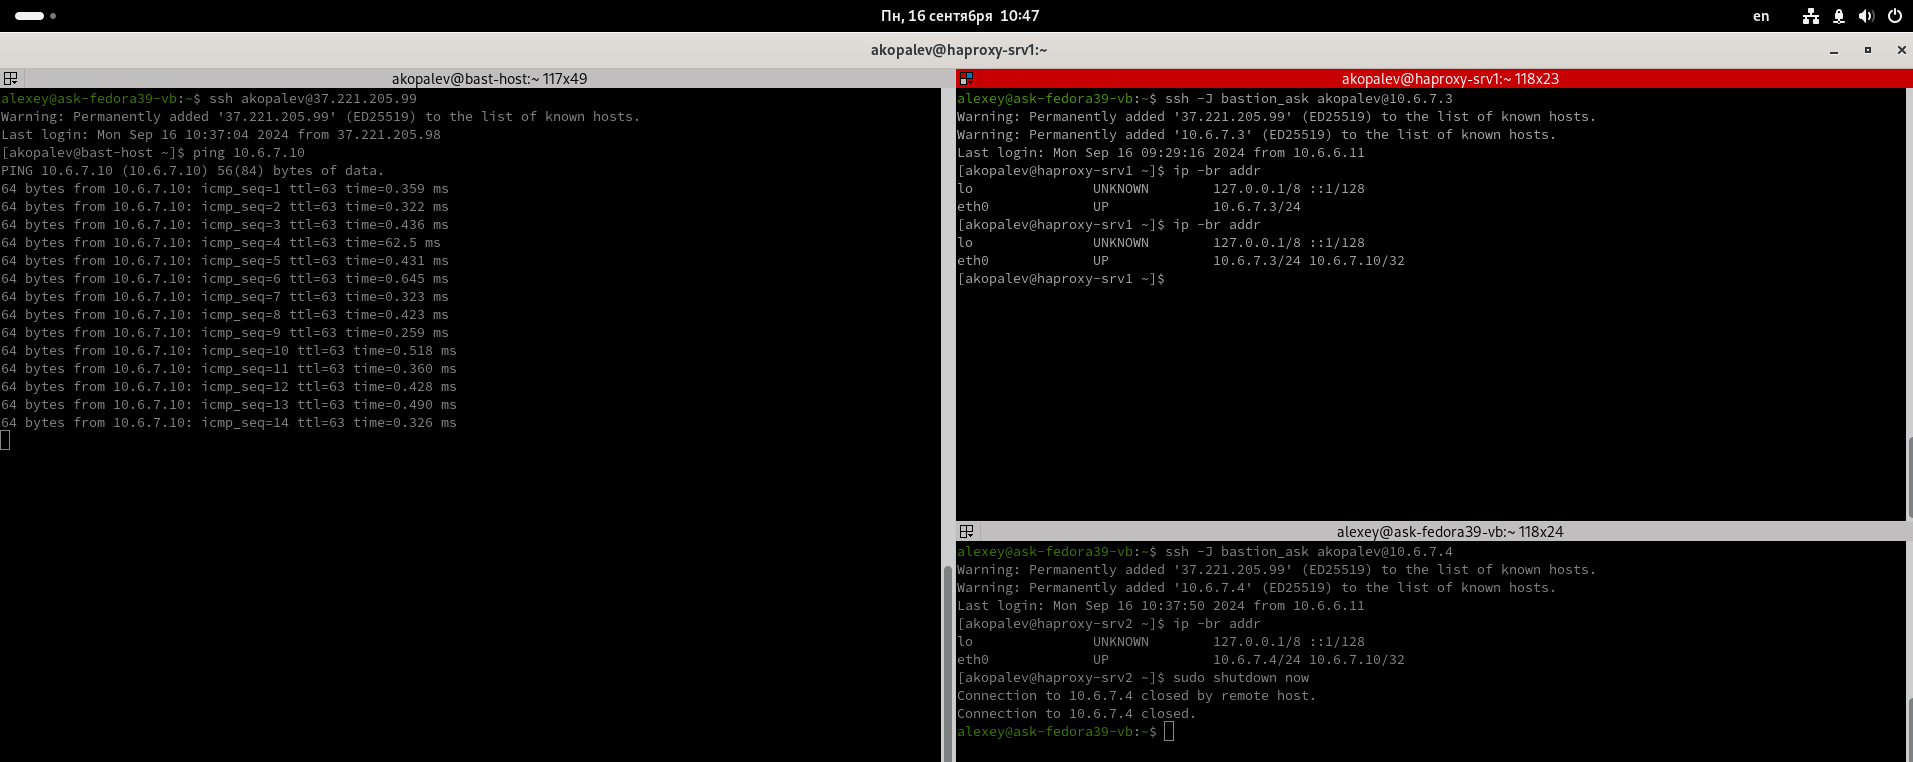 Пн, 16 сентября 10:47
en
akopalev@haproxy-srv1:~
akopalev@bast-host:~ 117x49
alexey@ask-fedora39-vb:~$ ssh akopalev@37.221.205.99
Warning: Permanently added '37.221.205.99' (ED25519) to the list of known hosts.
Last login: Mon Sep 16 10:37:04 2024 from 37.221.205.98
[akopalev@bast-host ~]$ ping 10.6.7.10
PING 10.6.7.10 (10.6.7.10) 56(84) bytes of data.
64 bytes from 10.6.7.10: icmp_seq=1 ttl=63 time=0.359 ms
64 bytes from 10.6.7.10: icmp_seq=2 ttl=63 time=0.322 ms
64 bytes from 10.6.7.10: icmp_seq=3 ttl=63 time=0.436 ms
64 bytes from 10.6.7.10: icmp_seq=4 ttl=63 time=62.5 ms
64 bytes from 10.6.7.10: icmp_seq=5 ttl=63 time=0.431 ms
64 bytes from 10.6.7.10: icmp_seq=6 ttl=63 time=0.645 ms
64 bytes from 10.6.7.10: icmp_seq=7 ttl=63 time=0.323 ms
64 bytes from 10.6.7.10: icmp_seq=8 ttl=63 time=0.423 ms
64 bytes from 10.6.7.10: icmp_seq=9 ttl=63 time=0.259 ms
64 bytes from 10.6.7.10: icmp_seq=10 ttl=63 time=0.518 ms
64 bytes from 10.6.7.10: icmp_seq=11 ttl=63 time=0.360 ms
64 bytes from 10.6.7.10: icmp_seq=12 ttl=63 time=0.428 ms
64 bytes from 10.6.7.10: icmp_seq=13 ttl=63 time=0.490 ms
64 bytes from 10.6.7.10: icmp_seq=14 ttl=63 time=0.326 ms
akopalev@haproxy-srv1:~ 118x23
alexey@ask-fedora39-vb:~$ ssh -J bastion_ask akopalev@10.6.7.3
Warning: Permanently added '37.221.205.99' (ED25519) to the list of known hosts.
Warning: Permanently added '10.6.7.3' (ED25519) to the list of known hosts.
Last login: Mon Sep 16 09:29:16 2024 from 10.6.6.11
[akopalev@haproxy-srv1 ~]$ ip -br addr
lo               UNKNOWN        127.0.0.1/8 ::1/128
eth0             UP             10.6.7.3/24
[akopalev@haproxy-srv1 ~]$ ip -br addr
lo               UNKNOWN        127.0.0.1/8 ::1/128
eth0             UP             10.6.7.3/24 10.6.7.10/32
[akopalev@haproxy-srv1 ~]$
alexey@ask-fedora39-vb:~ 118x24
alexey@ask-fedora39-vb:~$ ssh -J bastion_ask akopalev@10.6.7.4
Warning: Permanently added '37.221.205.99' (ED25519) to the list of known hosts.
Warning: Permanently added '10.6.7.4' (ED25519) to the list of known hosts.
Last login: Mon Sep 16 10:37:50 2024 from 10.6.6.11
[akopalev@haproxy-srv2 ~]$ ip -br addr
lo               UNKNOWN        127.0.0.1/8 ::1/128
eth0             UP             10.6.7.4/24 10.6.7.10/32
[akopalev@haproxy-srv2 ~]$ sudo shutdown now
Connection to 10.6.7.4 closed by remote host.
Connection to 10.6.7.4 closed.
alexey@ask-fedora39-vb:~$